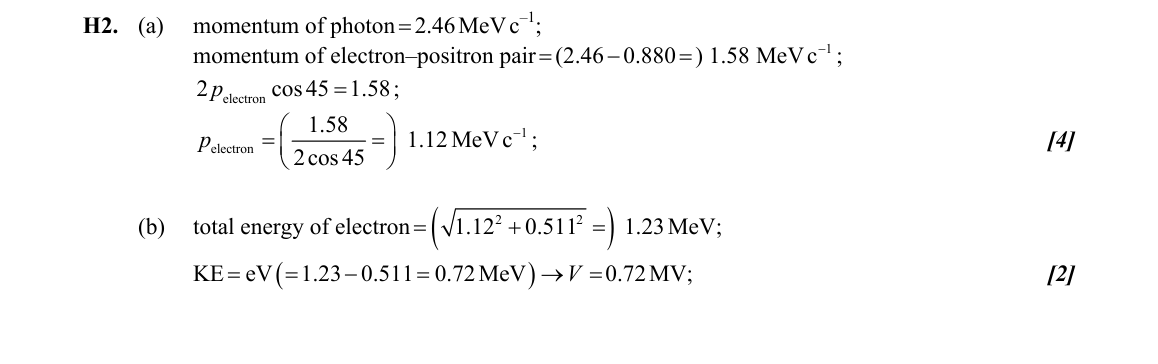 H2. (a) momentum of photon = 2.46 MeV c⁻¹;
momentum of electron–positron pair = (2.46 − 0.880 =) 1.58 MeV c⁻¹;
2p_electron cos 45 = 1.58;
p_electron = (1.58 / 2 cos 45 =) 1.12 MeV c⁻¹; [4]
(b) total energy of electron = (√(1.12² + 0.511²) =) 1.23 MeV;
KE = eV (= 1.23 − 0.511 = 0.72 MeV) → V = 0.72 MV; [2]